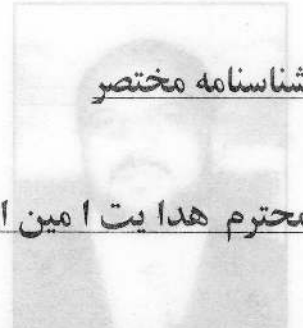 شناسنامه مختصر
محترم هدا یت ا مین ا